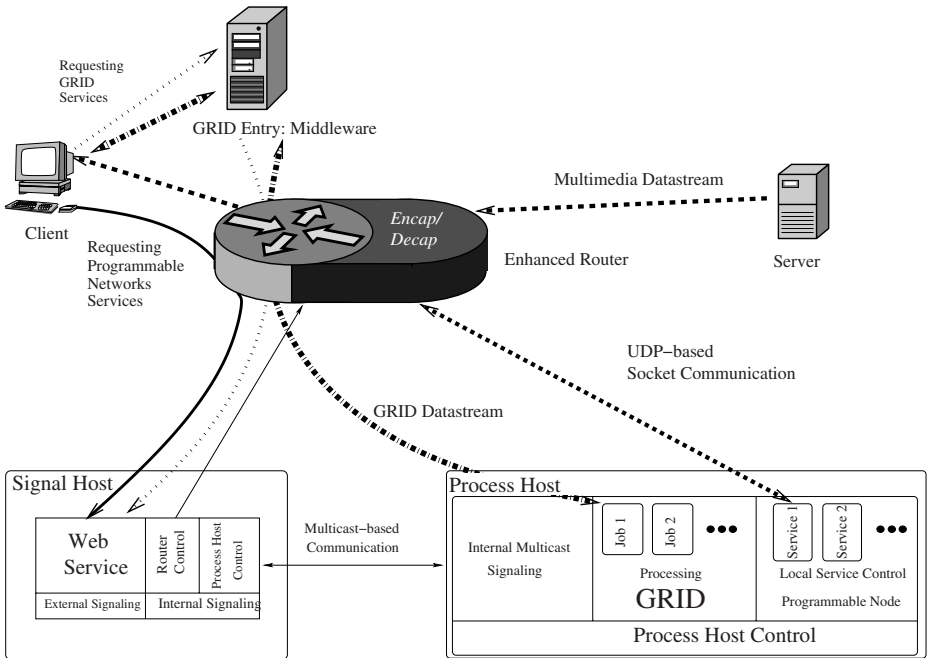 Requesting
GRID
Services
GRID Entry: Middleware
Client
Requesting
Programmable
Networks
Services
Encap/
Decap
Multimedia Datastream
Enhanced Router
Server
UDP−based
Socket Communication
GRID Datastream
Signal Host
Web
Service
Router
Control
Process Host
Control
External Signaling
Internal Signaling
Multicast−based
Communication
Process Host
Internal Multicast
Signaling
Job 1
Job 2
Processing
GRID
Service 1
Service 2
Local Service Control
Programmable Node
Process Host Control